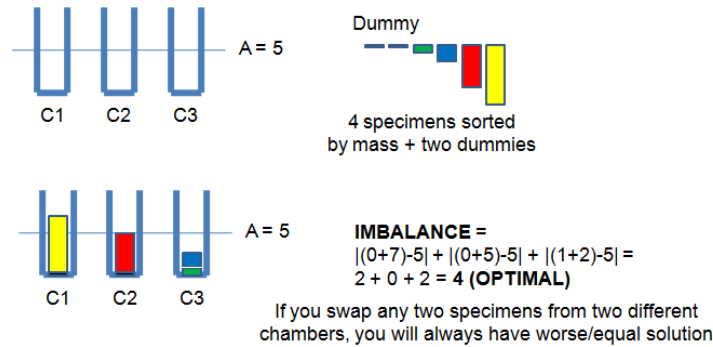 A = 5
C1 C2 C3
Dummy
4 specimens sorted
by mass + two dummies
A = 5
C1 C2 C3
IMBALANCE =
|(0+7)-5| + |(0+5)-5| + |(1+2)-5| =
2 + 0 + 2 = 4 (OPTIMAL)
If you swap any two specimens from two different
chambers, you will always have worse/equal solution